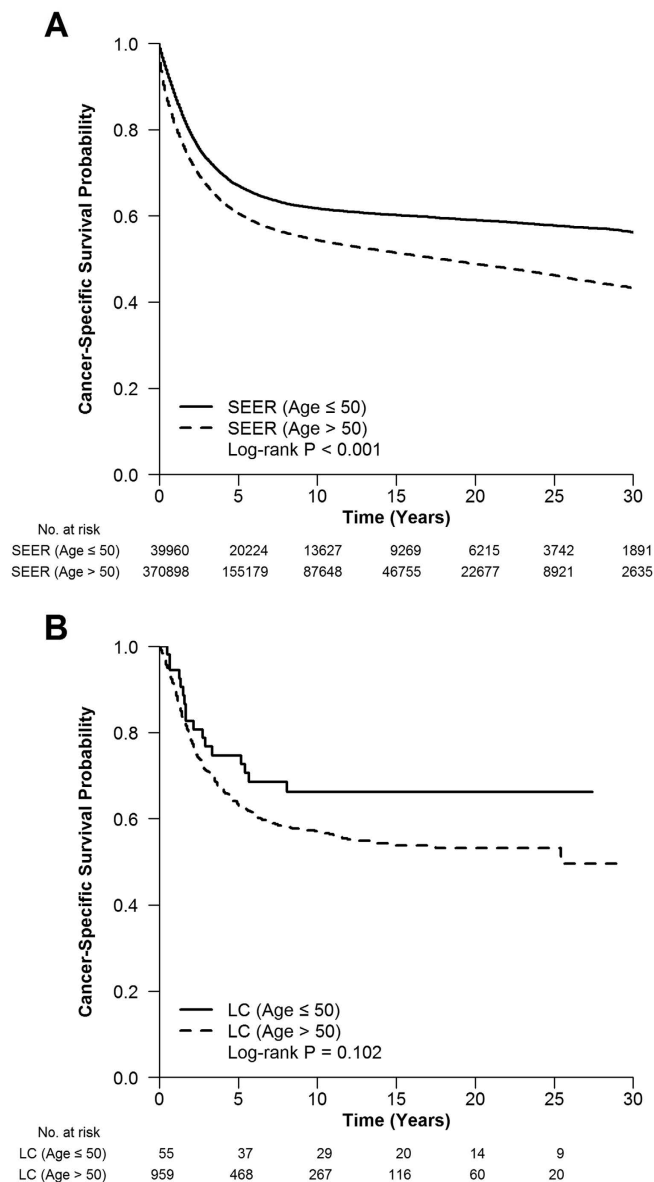 A
Cancer-Specific Survival Probability
1.0
0.8
0.6
0.4
0.2
0.0
SEER (Age ≤ 50)
SEER (Age > 50)
Log-rank P < 0.001
0 5 10 15 20 25 30
Time (Years)
No. at risk
SEER (Age ≤ 50) 39960 20224 13627 9269 6215 3742 1891
SEER (Age > 50) 370898 155179 87648 46755 22677 8921 2635
B
Cancer-Specific Survival Probability
1.0
0.8
0.6
0.4
0.2
0.0
LC (Age ≤ 50)
LC (Age > 50)
Log-rank P = 0.102
0 5 10 15 20 25 30
Time (Years)
No. at risk
LC (Age ≤ 50) 55 37 29 20 14 9
LC (Age > 50) 959 468 267 116 60 20